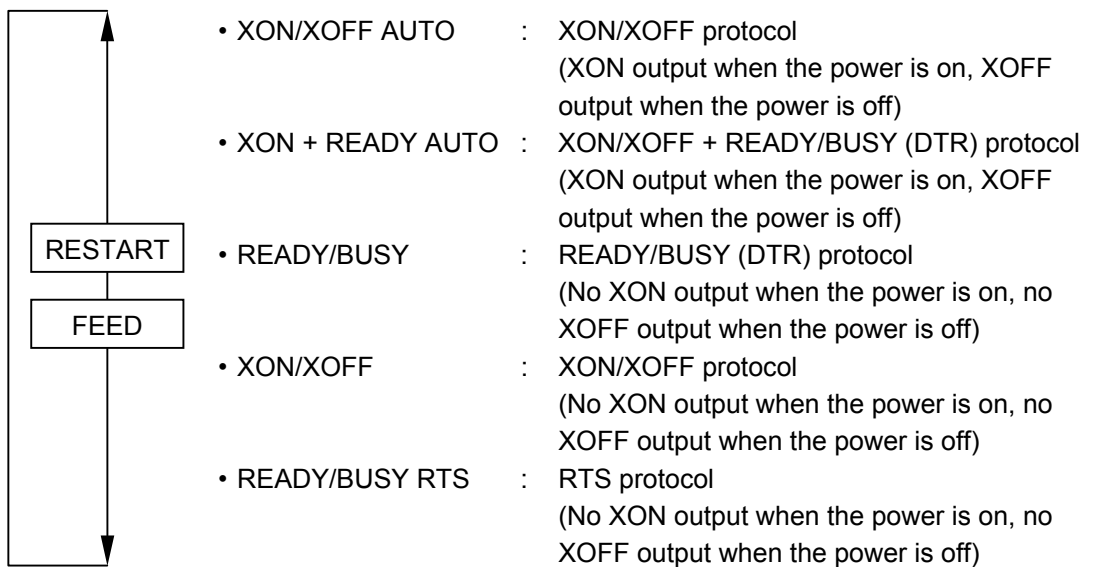 • XON/XOFF AUTO : XON/XOFF protocol
(XON output when the power is on, XOFF
output when the power is off)
• XON + READY AUTO : XON/XOFF + READY/BUSY (DTR) protocol
(XON output when the power is on, XOFF
output when the power is off)
RESTART
• READY/BUSY : READY/BUSY (DTR) protocol
(No XON output when the power is on, no
FEED
XOFF output when the power is off)
• XON/XOFF : XON/XOFF protocol
(No XON output when the power is on, no
XOFF output when the power is off)
• READY/BUSY RTS : RTS protocol
(No XON output when the power is on, no
XOFF output when the power is off)